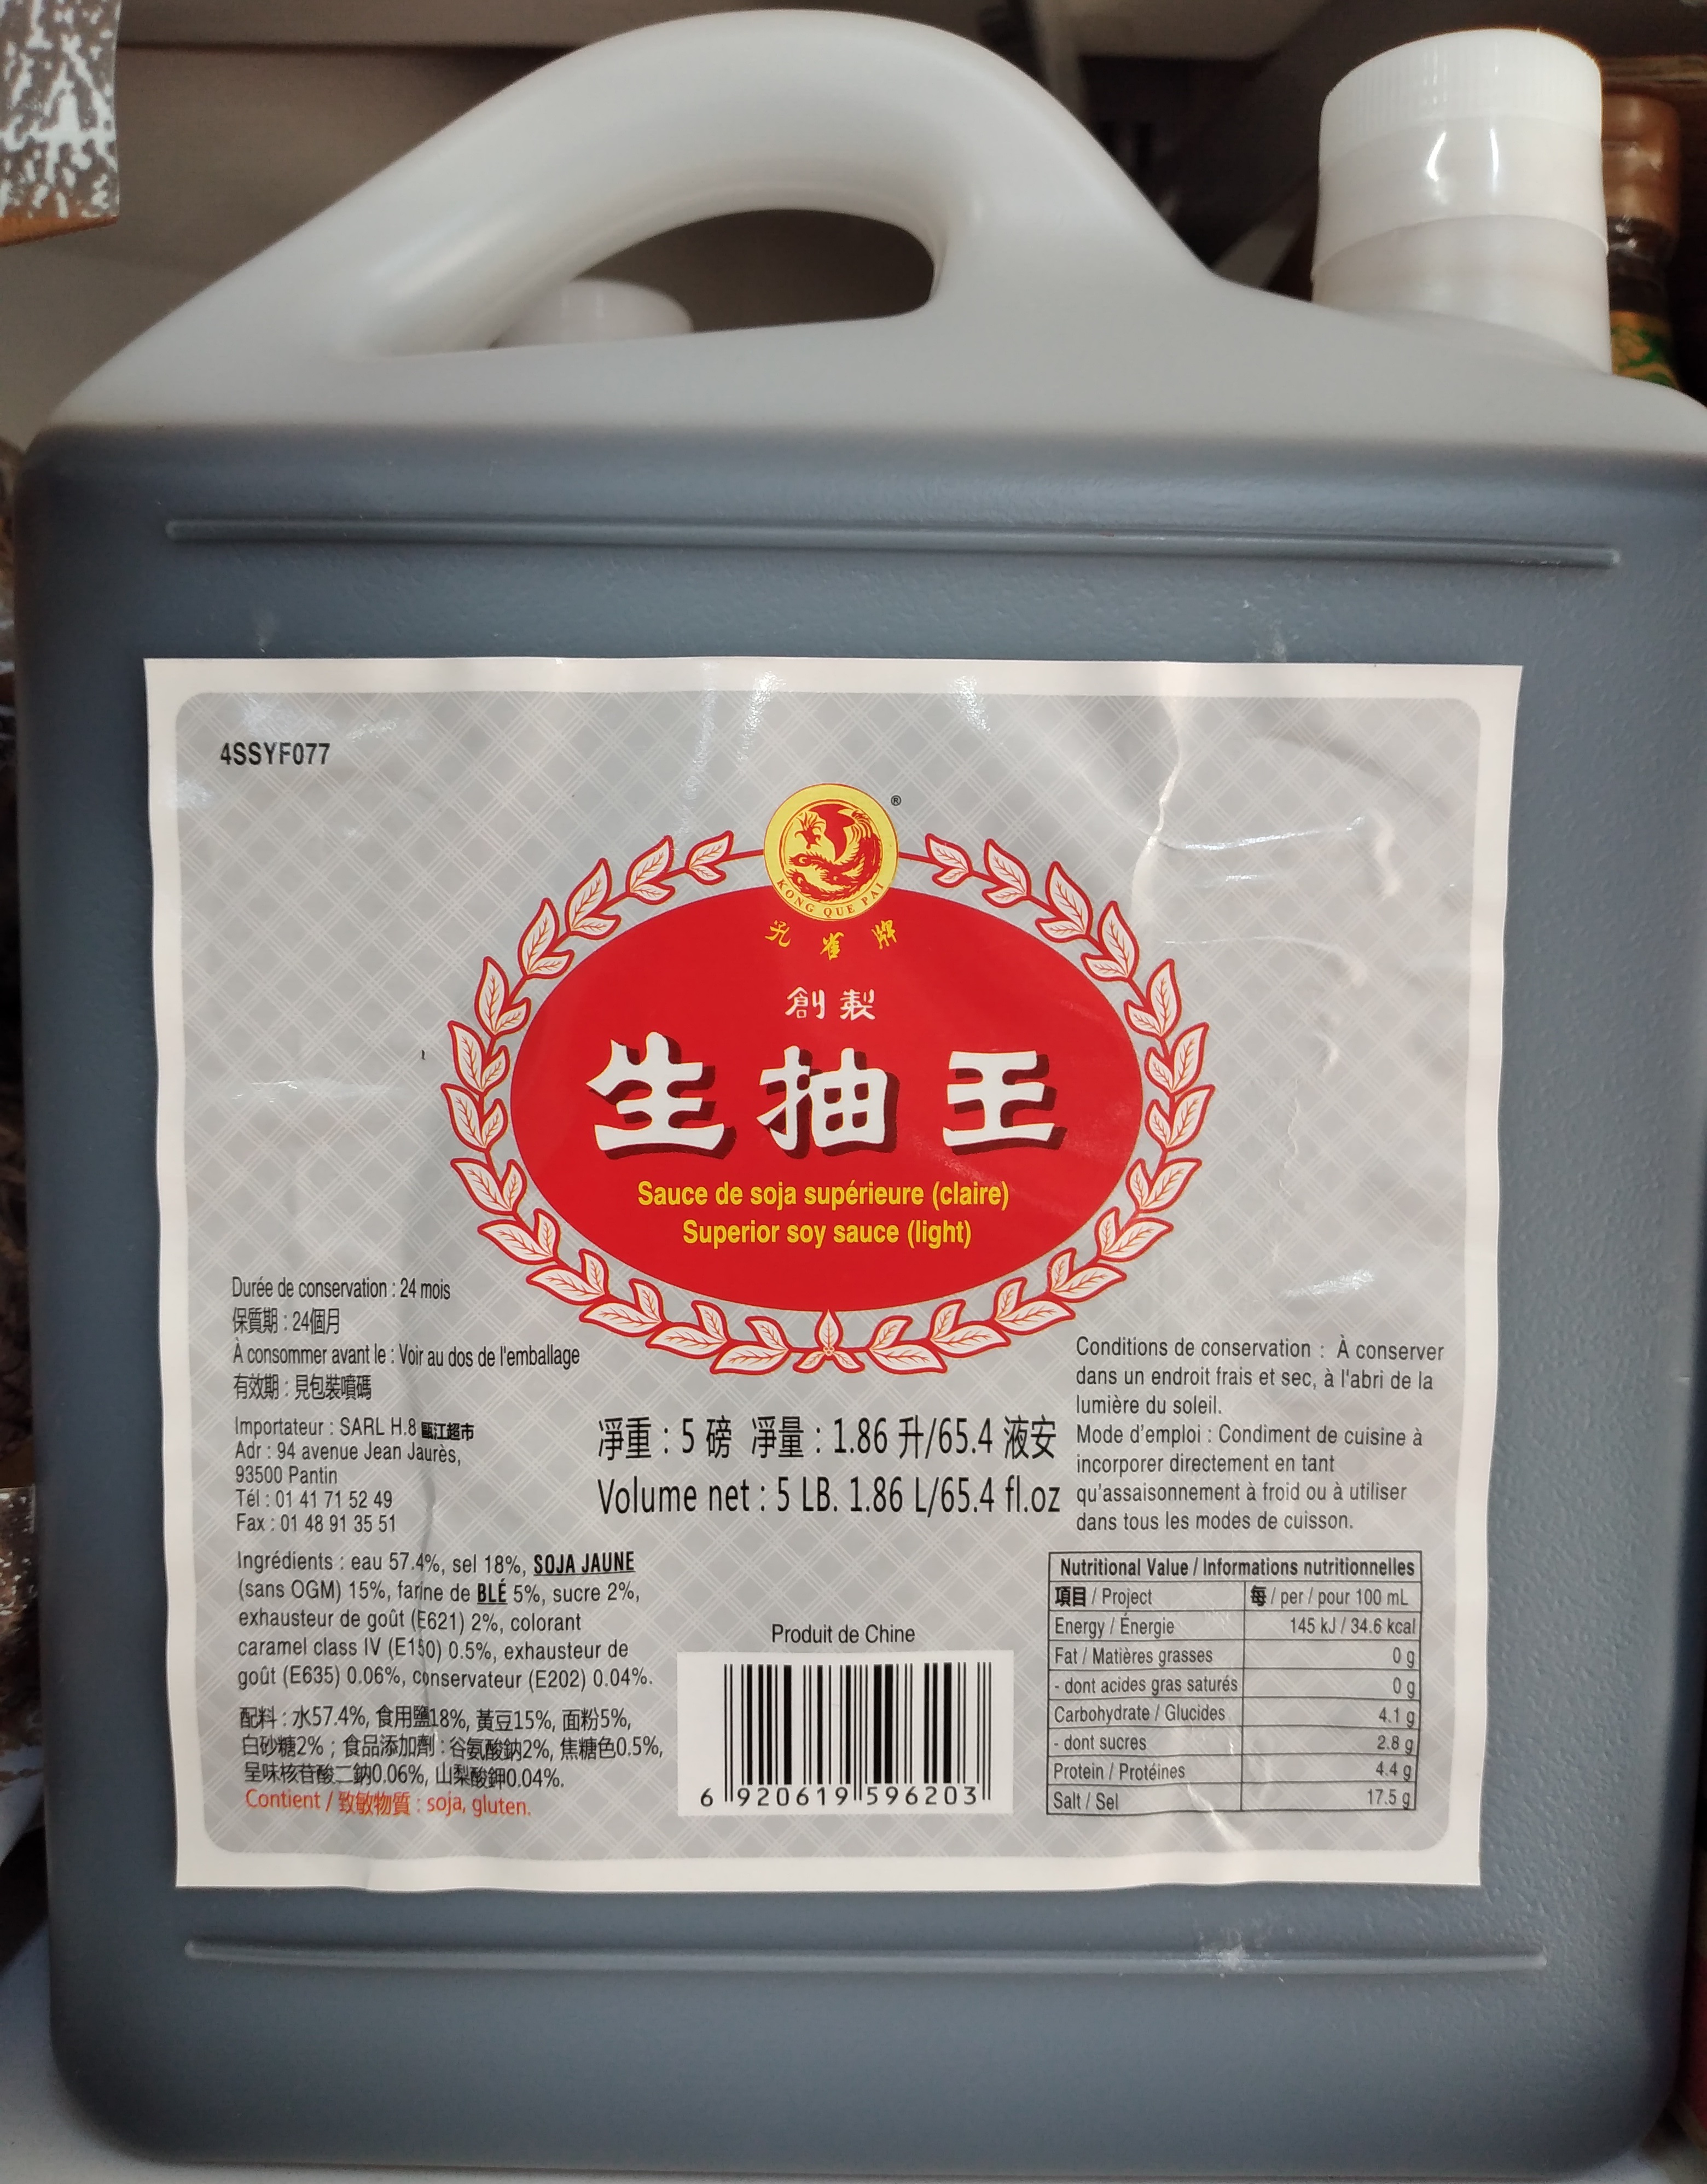 4SSYF077
®
KONG QUE PAI
孔雀牌
創製
生抽王
Sauce de soja supérieure (claire)
Superior soy sauce (light)
Durée de conservation : 24 mois
保質期 : 24個月
À consommer avant le : Voir au dos de l'emballage
有效期 : 見包裝噴碼
Importateur : SARL H.8 甌江超市
Adr : 94 avenue Jean Jaurès,
93500 Pantin
Tél : 01 41 71 52 49
Fax : 01 48 91 35 51
Ingrédients : eau 57.4%, sel 18%, SOJA JAUNE
(sans OGM) 15%, farine de BLÉ 5%, sucre 2%,
exhausteur de goût (E621) 2%, colorant
caramel class IV (E150) 0.5%, exhausteur de
goût (E635) 0.06%, conservateur (E202) 0.04%.
配料 : 水57.4%, 食用鹽18%, 黃豆15%, 面粉5%,
白砂糖2% ; 食品添加劑 : 谷氨酸鈉2%, 焦糖色0.5%,
呈味核苷酸二鈉0.06%, 山梨酸鉀0.04%.
Contient / 致敏物質 : soja, gluten.
淨重 : 5 磅 淨量 : 1.86 升/65.4 液安
Volume net : 5 LB. 1.86 L/65.4 fl.oz
Produit de Chine
6 920619 596203
Conditions de conservation : À conserver
dans un endroit frais et sec, à l'abri de la
lumière du soleil.
Mode d'emploi : Condiment de cuisine à
incorporer directement en tant
qu'assaisonnement à froid ou à utiliser
dans tous les modes de cuisson.
Nutritional Value / Informations nutritionnelles
項目 / Project 每 / per / pour 100 mL
Energy / Énergie 145 kJ / 34.6 kcal
Fat / Matières grasses 0 g
- dont acides gras saturés 0 g
Carbohydrate / Glucides 4.1 g
- dont sucres 2.8 g
Protein / Protéines 4.4 g
Salt / Sel 17.5 g